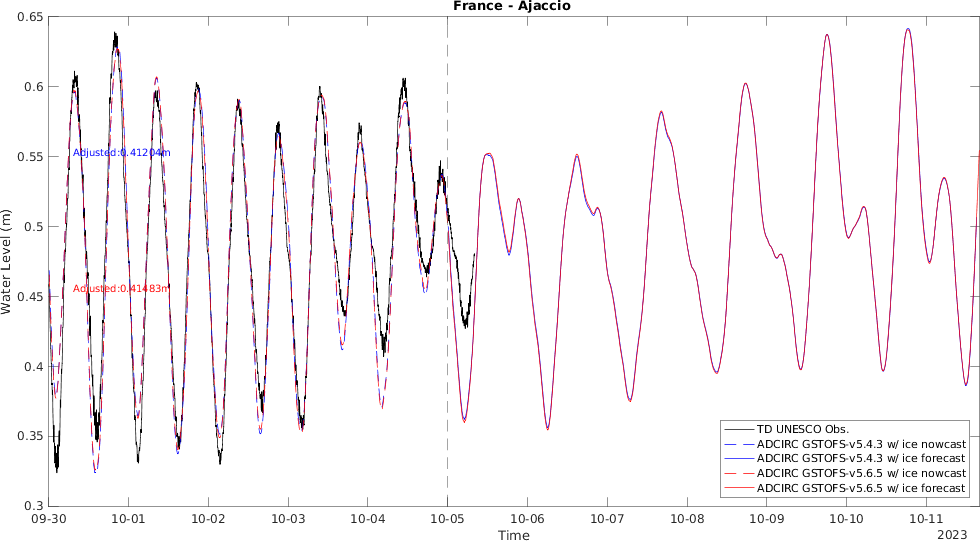 France - Ajaccio
Water Level (m)
0.65
0.6
0.55
0.5
0.45
0.4
0.35
0.3
Adjusted:0.41204m
Adjusted:0.41483m
TD UNESCO Obs.
ADCIRC GSTOFS-v5.4.3 w/ ice nowcast
ADCIRC GSTOFS-v5.4.3 w/ ice forecast
ADCIRC GSTOFS-v5.6.5 w/ ice nowcast
ADCIRC GSTOFS-v5.6.5 w/ ice forecast
09-30 10-01 10-02 10-03 10-04 10-05 10-06 10-07 10-08 10-09 10-10 10-11
Time
2023